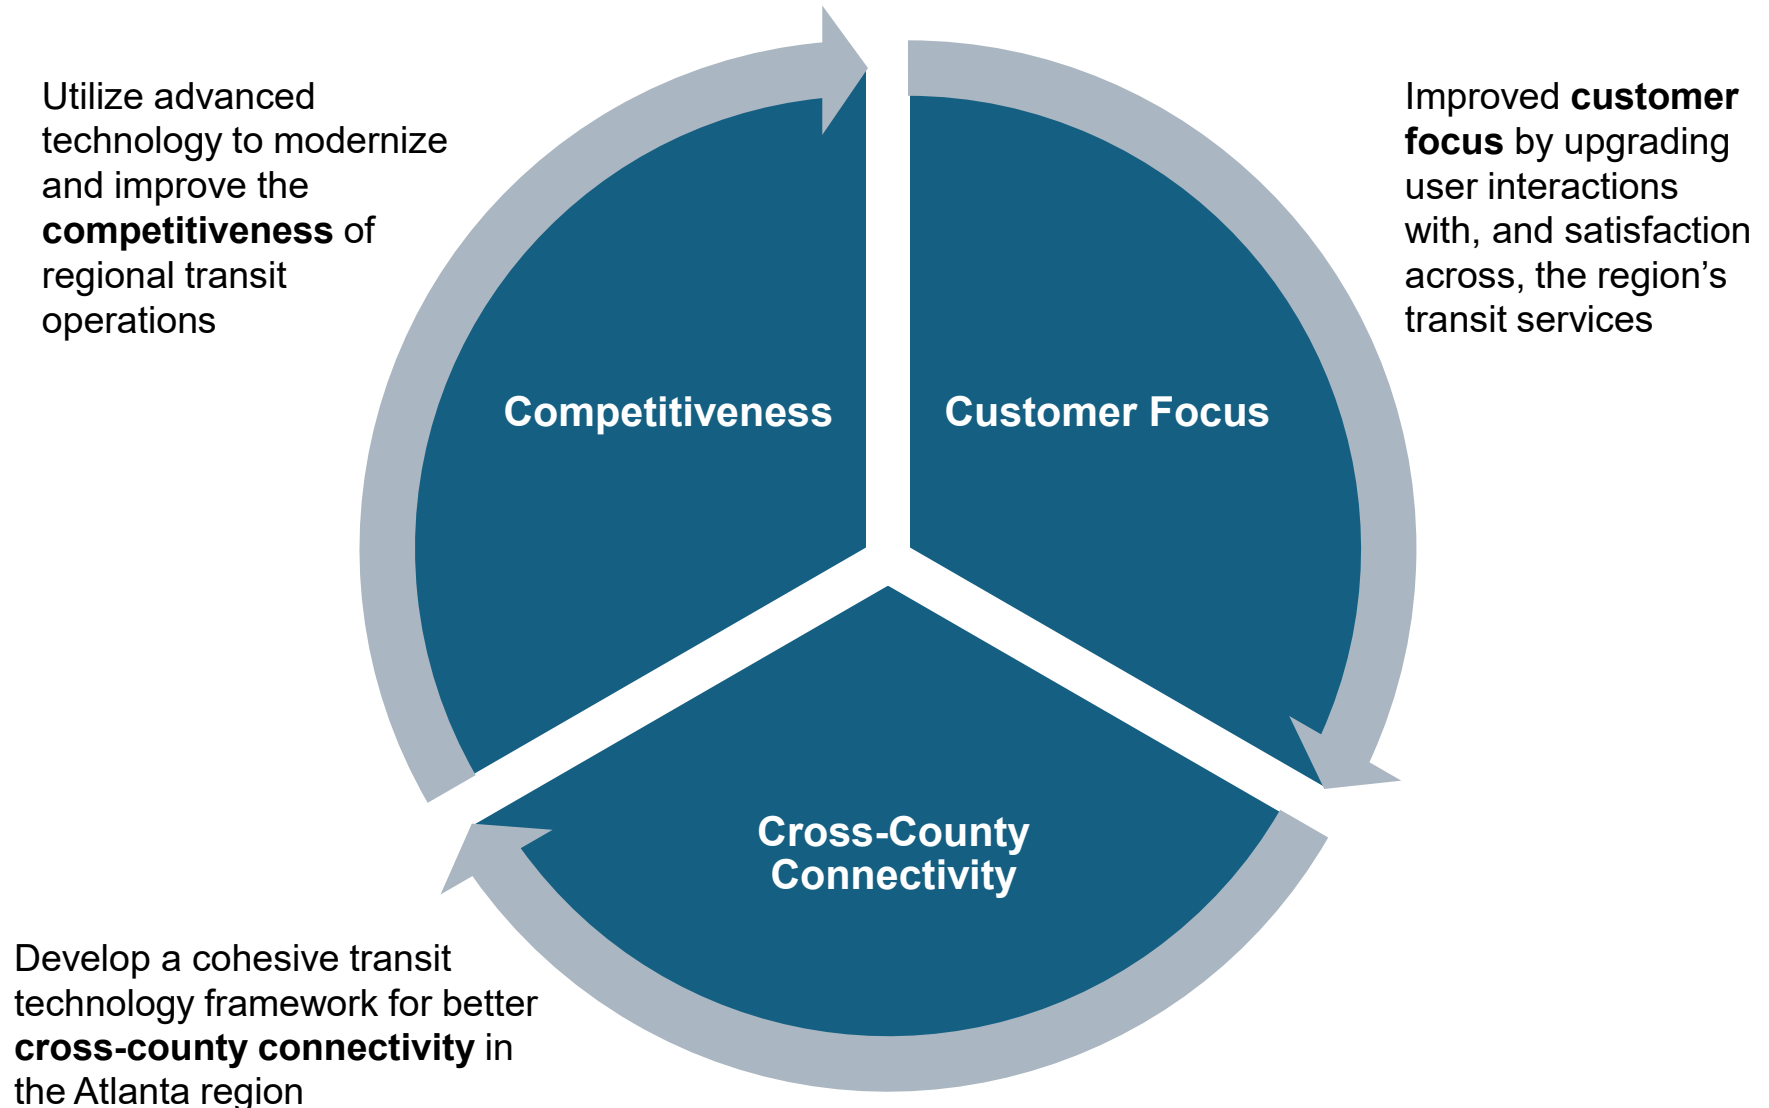 Utilize advanced
technology to modernize
and improve the
competitiveness of
regional transit
operations
Improved customer
focus by upgrading
user interactions
with, and satisfaction
across, the region’s
transit services
Competitiveness
Customer Focus
Cross-County
Connectivity
Develop a cohesive transit
technology framework for better
cross-county connectivity in
the Atlanta region